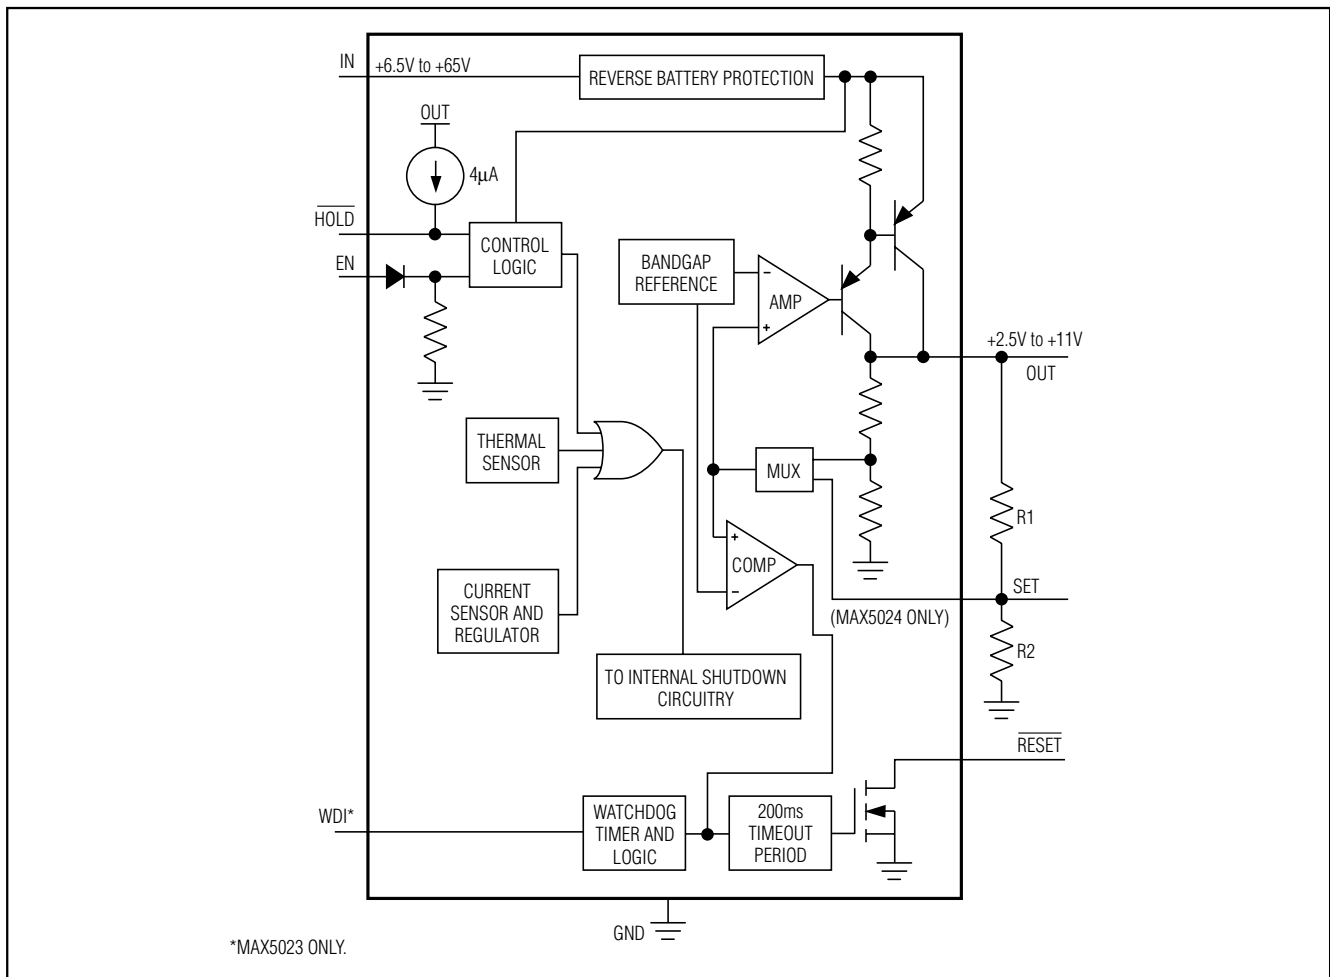 IN
+6.5V to +65V
REVERSE BATTERY PROTECTION
OUT
4μA
HOLD
EN
CONTROL
LOGIC
BANDGAP
REFERENCE
−
AMP
+
+2.5V to +11V
OUT
THERMAL
SENSOR
MUX
R1
+
COMP
−
CURRENT
SENSOR AND
REGULATOR
SET
(MAX5024 ONLY)
R2
TO INTERNAL SHUTDOWN
CIRCUITRY
RESET
WDI*
WATCHDOG
TIMER AND
LOGIC
200ms
TIMEOUT
PERIOD
GND
*MAX5023 ONLY.